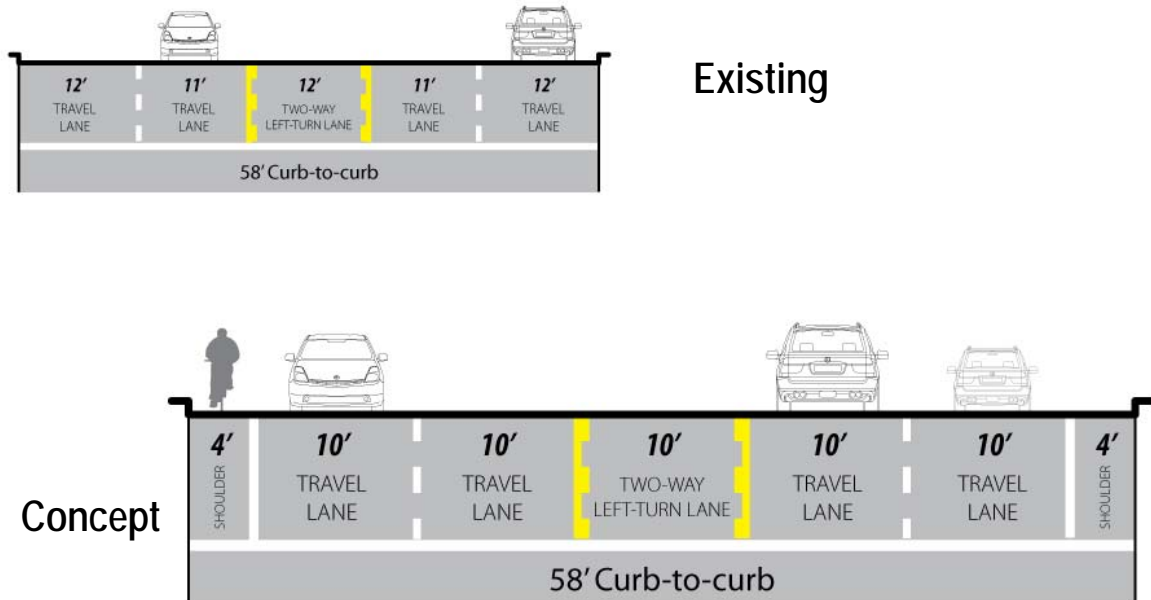 Existing
12' 11' 12' 11' 12'
TRAVEL LANE
TRAVEL LANE
TWO-WAY LEFT-TURN LANE
TRAVEL LANE
TRAVEL LANE
58' Curb-to-curb
Concept
4' 10' 10' 10' 10' 10' 4'
SHOULDER
TRAVEL LANE
TRAVEL LANE
TWO-WAY LEFT-TURN LANE
TRAVEL LANE
TRAVEL LANE
SHOULDER
58' Curb-to-curb